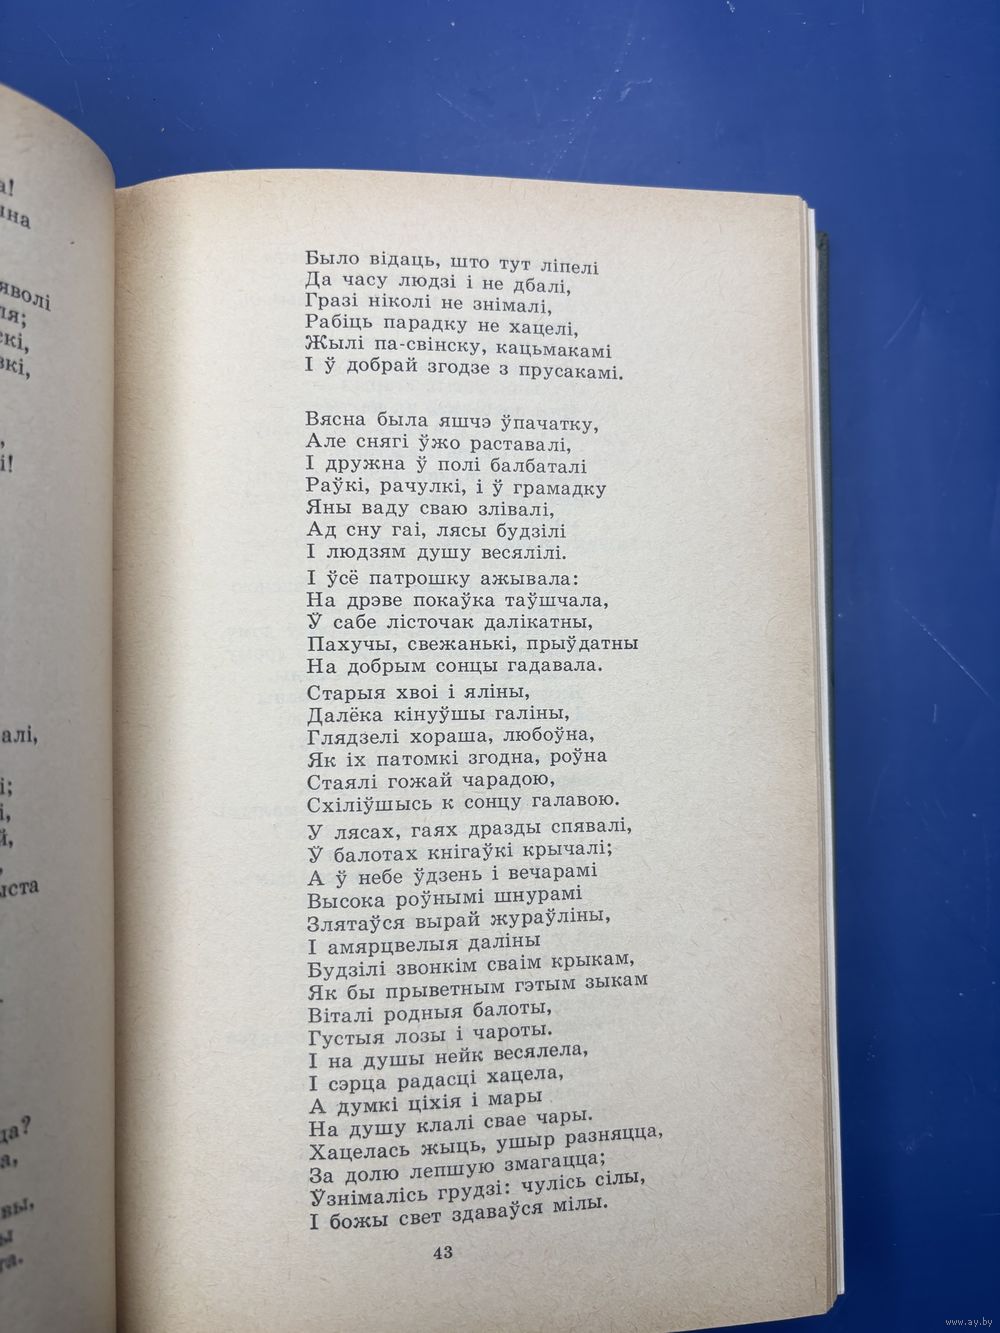 Было відаць, што тут ліпелі
Да часу людзі і не дбалі,
Гразі ніколі не знімалі,
Рабіць парадку не хацелі,
Жылі па-свінску, кацьмакамі
І ў добрай згодзе з прусакамі.
Вясна была яшчэ ўпачатку,
Але снягі ўжо раставалі,
І дружна ў полі балбаталі
Раўкі, рачулкі, і ў грамадку
Яны ваду сваю злівалі,
Ад сну гаі, лясы будзілі
І людзям душу весялілі.
І ўсё патрошку ажывала:
На дрэве покаўка таўшчала,
Ў сабе лісточак далікатны,
Пахучы, свежанькі, прыўдатны
На добрым сонцы гадавала.
Старыя хвоі і яліны,
Далёка кінуўшы галіны,
Глядзелі хораша, любоўна,
Як іх патомкі згодна, роўна
Стаялі гожай чарадою,
Схіліўшысь к сонцу галавою.
У лясах, гаях дразды спявалі,
Ў балотах кнігаўкі крычалі;
А ў небе ўдзень і вечарамі
Высока роўнымі шнурамі
Злятаўся вырай жураўліны,
І амярцвелыя даліны
Будзілі звонкім сваім крыкам,
Як бы прыветным гэтым зыкам
Віталі родныя балоты,
Густыя лозы і чароты.
І на душы нейк весялела,
І сэрца радасці хацела,
А думкі ціхія і мары
На душу клалі свае чары.
Хацелась жыць, ушыр разняцца,
За долю лепшую змагацца;
Ўзнімалісь грудзі: чулісь сілы,
І божы свет здаваўся мілы.
43
www.ay.by